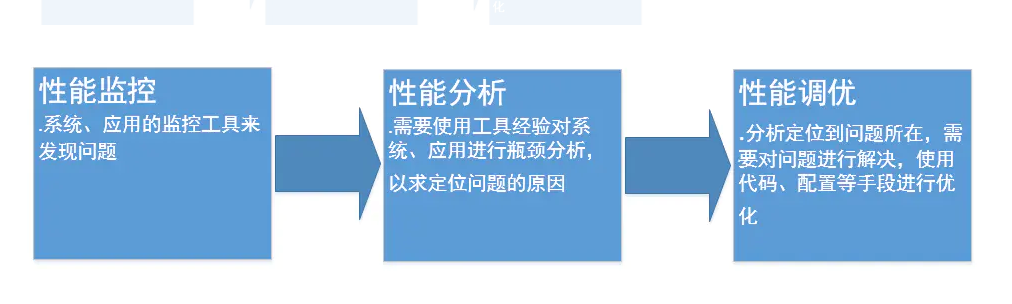 化
性能监控
.系统、应用的监控工具来
发现问题
性能分析
.需要使用工具经验对系
统、应用进行瓶颈分析，
以求定位问题的原因
性能调优
.分析定位到问题所在，需
要对问题进行解决，使用
代码、配置等手段进行优
化